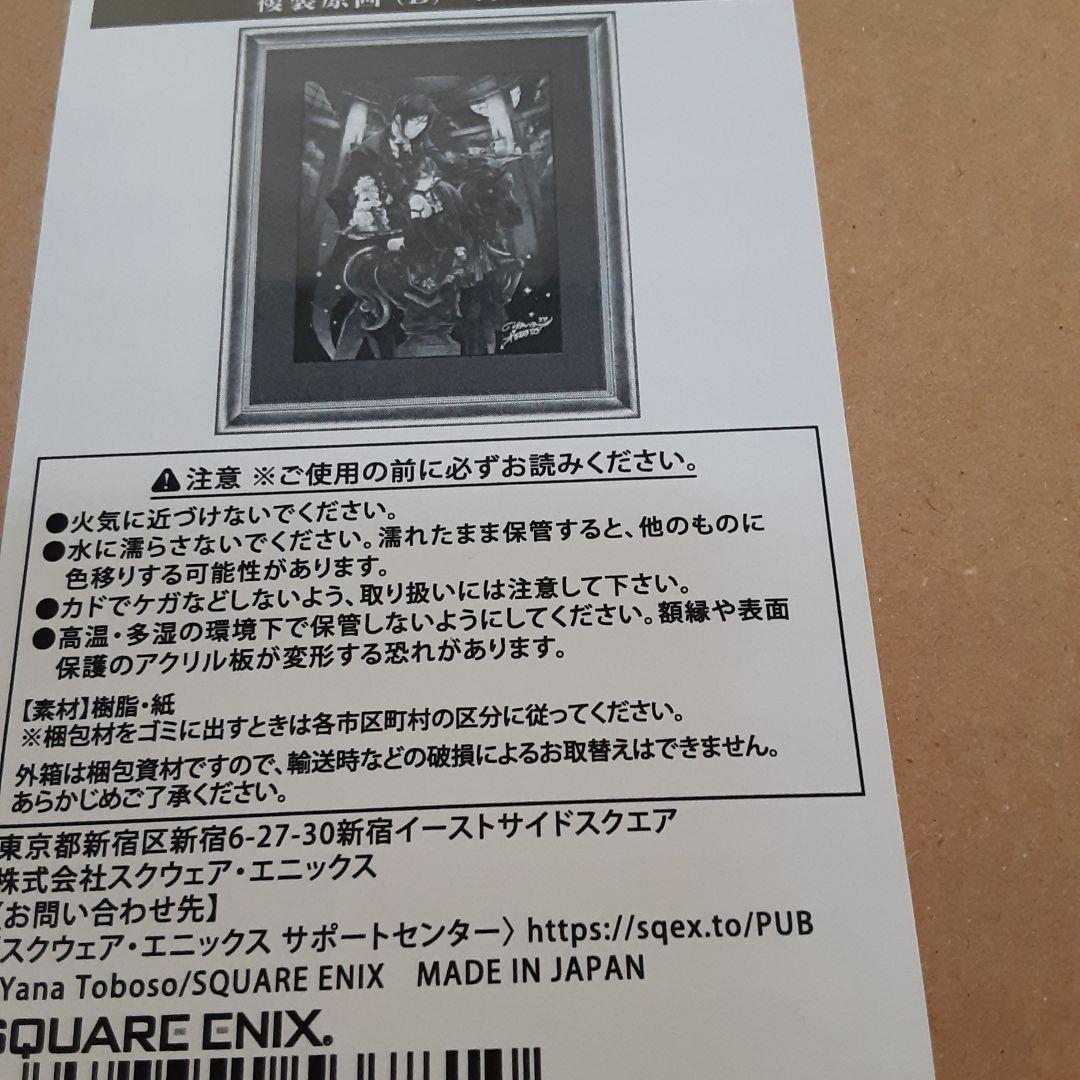 複製原画（B）
⚠注意 ※ご使用の前に必ずお読みください。
●火気に近づけないでください。
●水に濡らさないでください。濡れたまま保管すると、他のものに
色移りする可能性があります。
●カドでケガなどしないよう、取り扱いには注意して下さい。
●高温・多湿の環境下で保管しないようにしてください。額縁や表面
保護のアクリル板が変形する恐れがあります。
【素材】樹脂・紙
※梱包材をゴミに出すときは各市区町村の区分に従ってください。
外箱は梱包資材ですので、輸送時などの破損によるお取替えはできません。
あらかじめご了承ください。
東京都新宿区新宿6-27-30新宿イーストサイドスクエア
株式会社スクウェア・エニックス
【お問い合わせ先】
スクウェア・エニックス サポートセンター〉https://sqex.to/PUB
Yana Toboso/SQUARE ENIX MADE IN JAPAN
SQUARE ENIX®